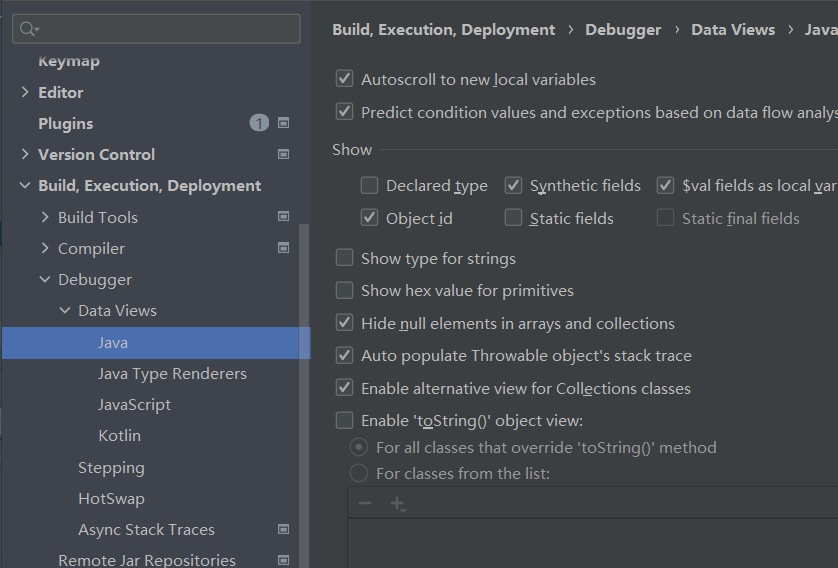 Keymap
Editor
Plugins 1
Version Control
Build, Execution, Deployment
Build Tools
Compiler
Debugger
Data Views
Java
Java Type Renderers
JavaScript
Kotlin
Stepping
HotSwap
Async Stack Traces
Remote Jar Repositories
Build, Execution, Deployment › Debugger › Data Views › Java
Autoscroll to new local variables
Predict condition values and exceptions based on data flow analys
Show
Declared type Synthetic fields $val fields as local var
Object id Static fields Static final fields
Show type for strings
Show hex value for primitives
Hide null elements in arrays and collections
Auto populate Throwable object's stack trace
Enable alternative view for Collections classes
Enable 'toString()' object view:
For all classes that override 'toString()' method
For classes from the list: